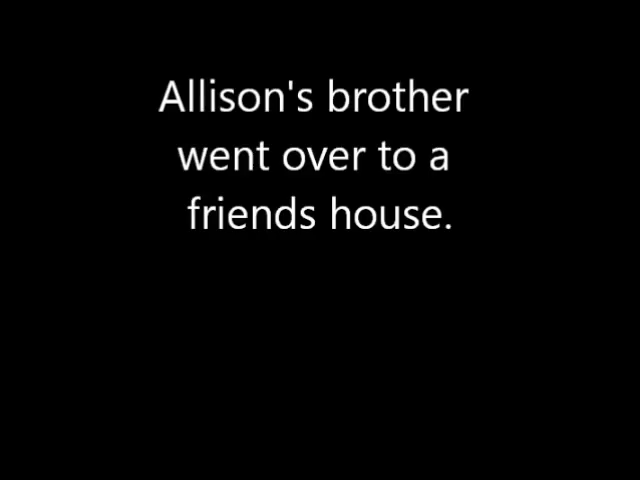 Allison's brother
went over to a
friends house.